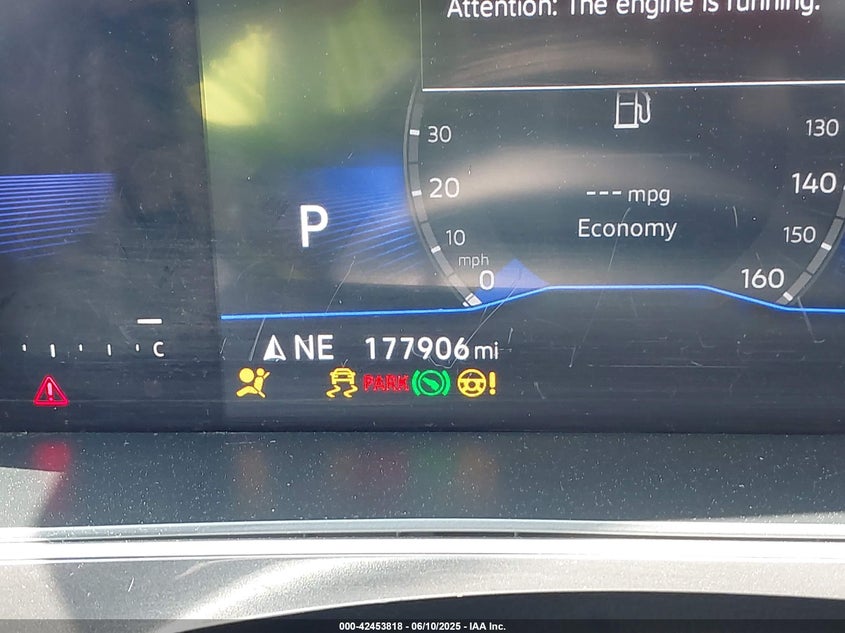 Attention: The engine is running.
30
130
20
--- mpg
140
P
Economy
10
150
mph
0
160
C
NE 177906 mi
PARK
000-42453818 - 06/10/2025 - IAA Inc.